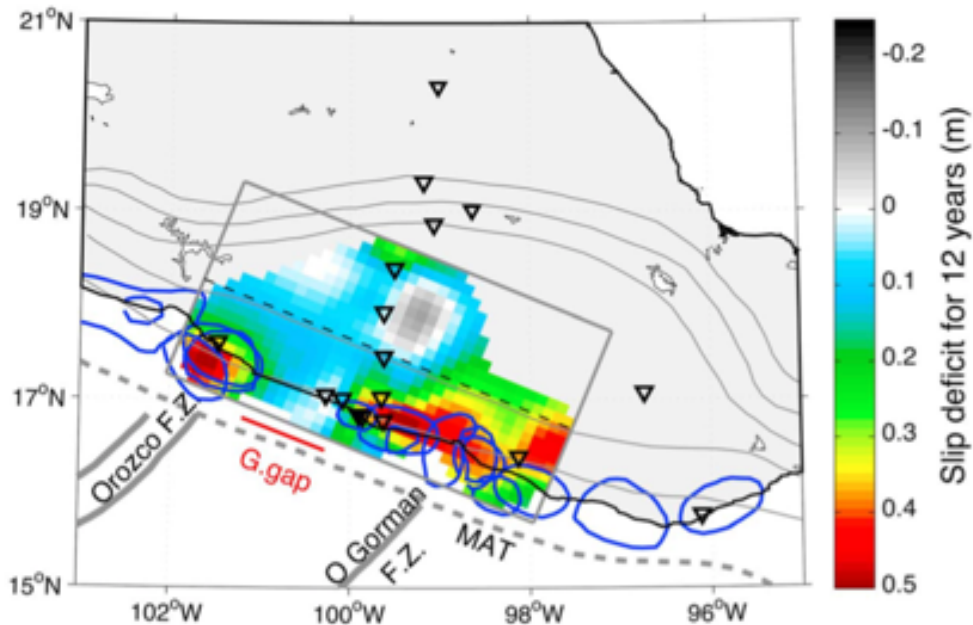 21°N
19°N
17°N
15°N
102°W
100°W
98°W
96°W
Orozco F.Z.
G.gap
O Gorman
F.Z.
MAT
-0.2
-0.1
0
0.1
0.2
0.3
0.4
0.5
Slip deficit for 12 years (m)